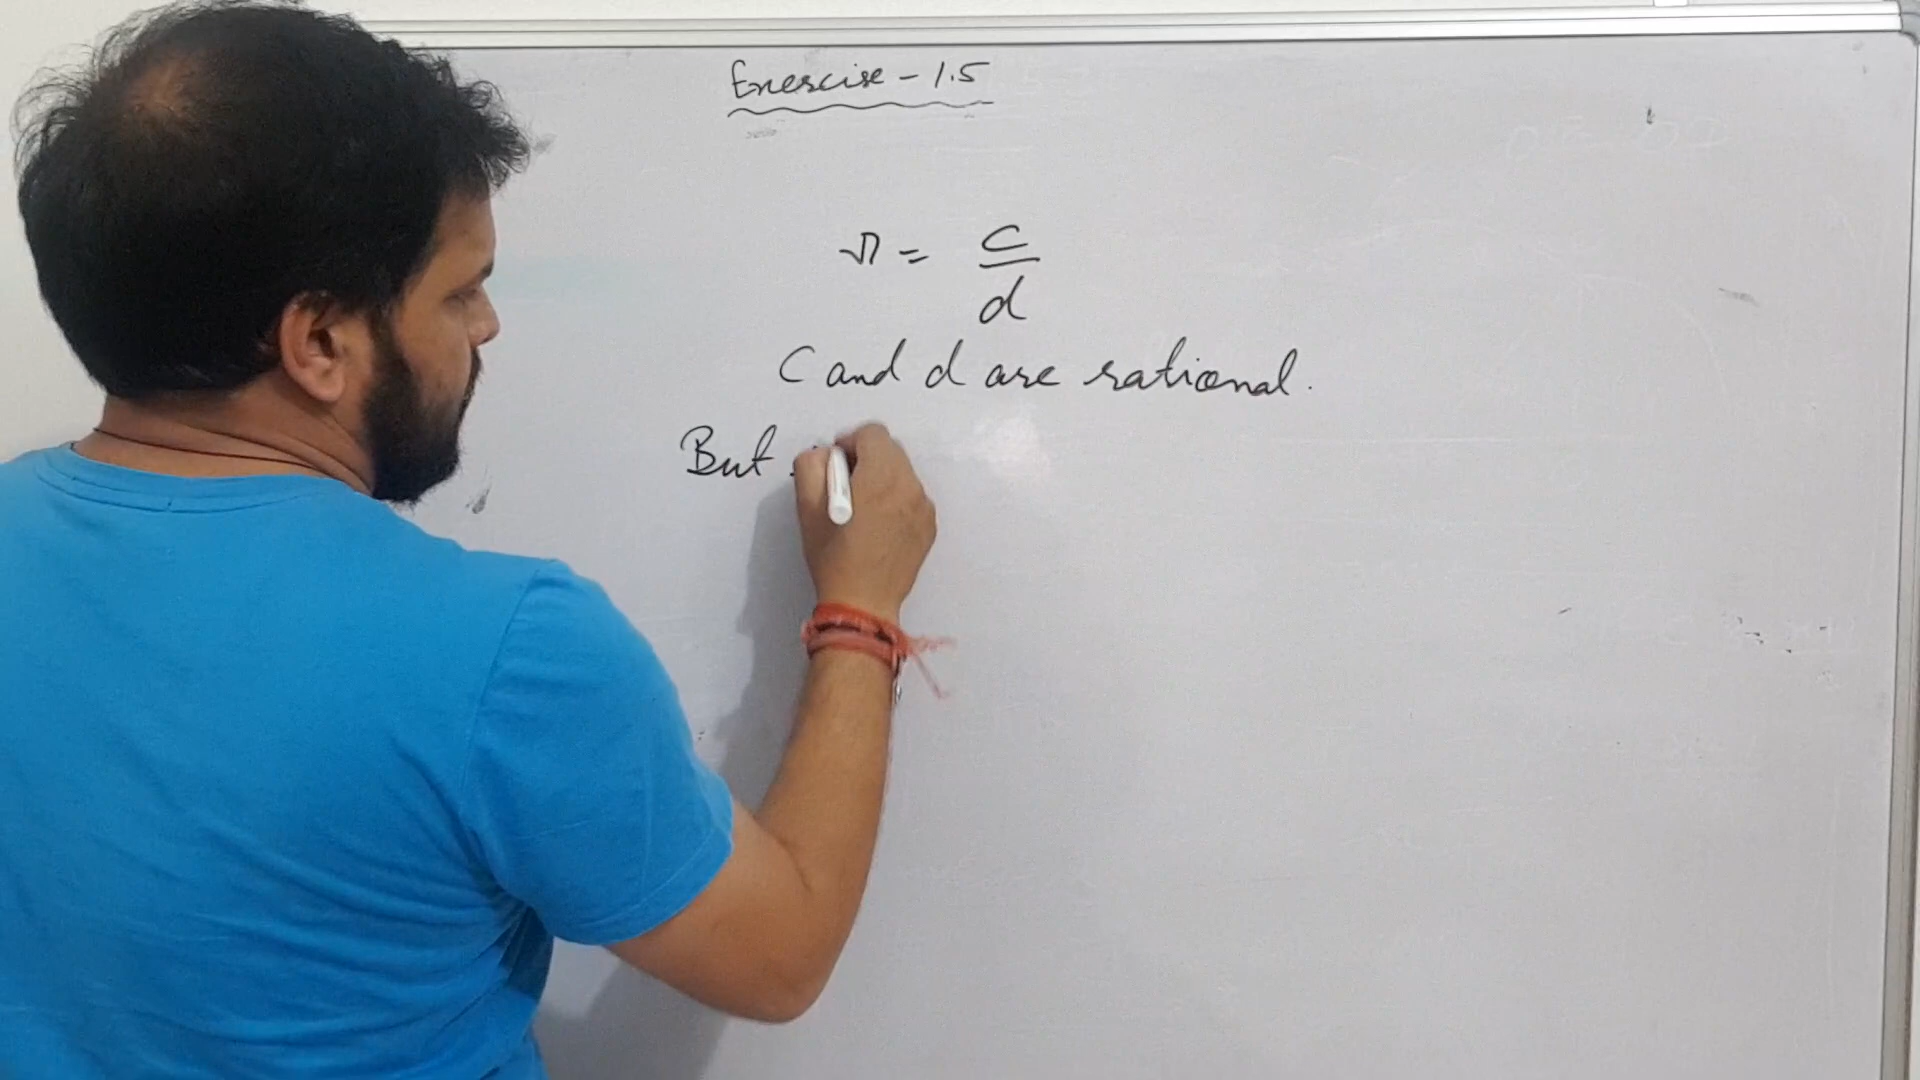 Exercise - 1.5
π = c/d
C and d are rational.
But